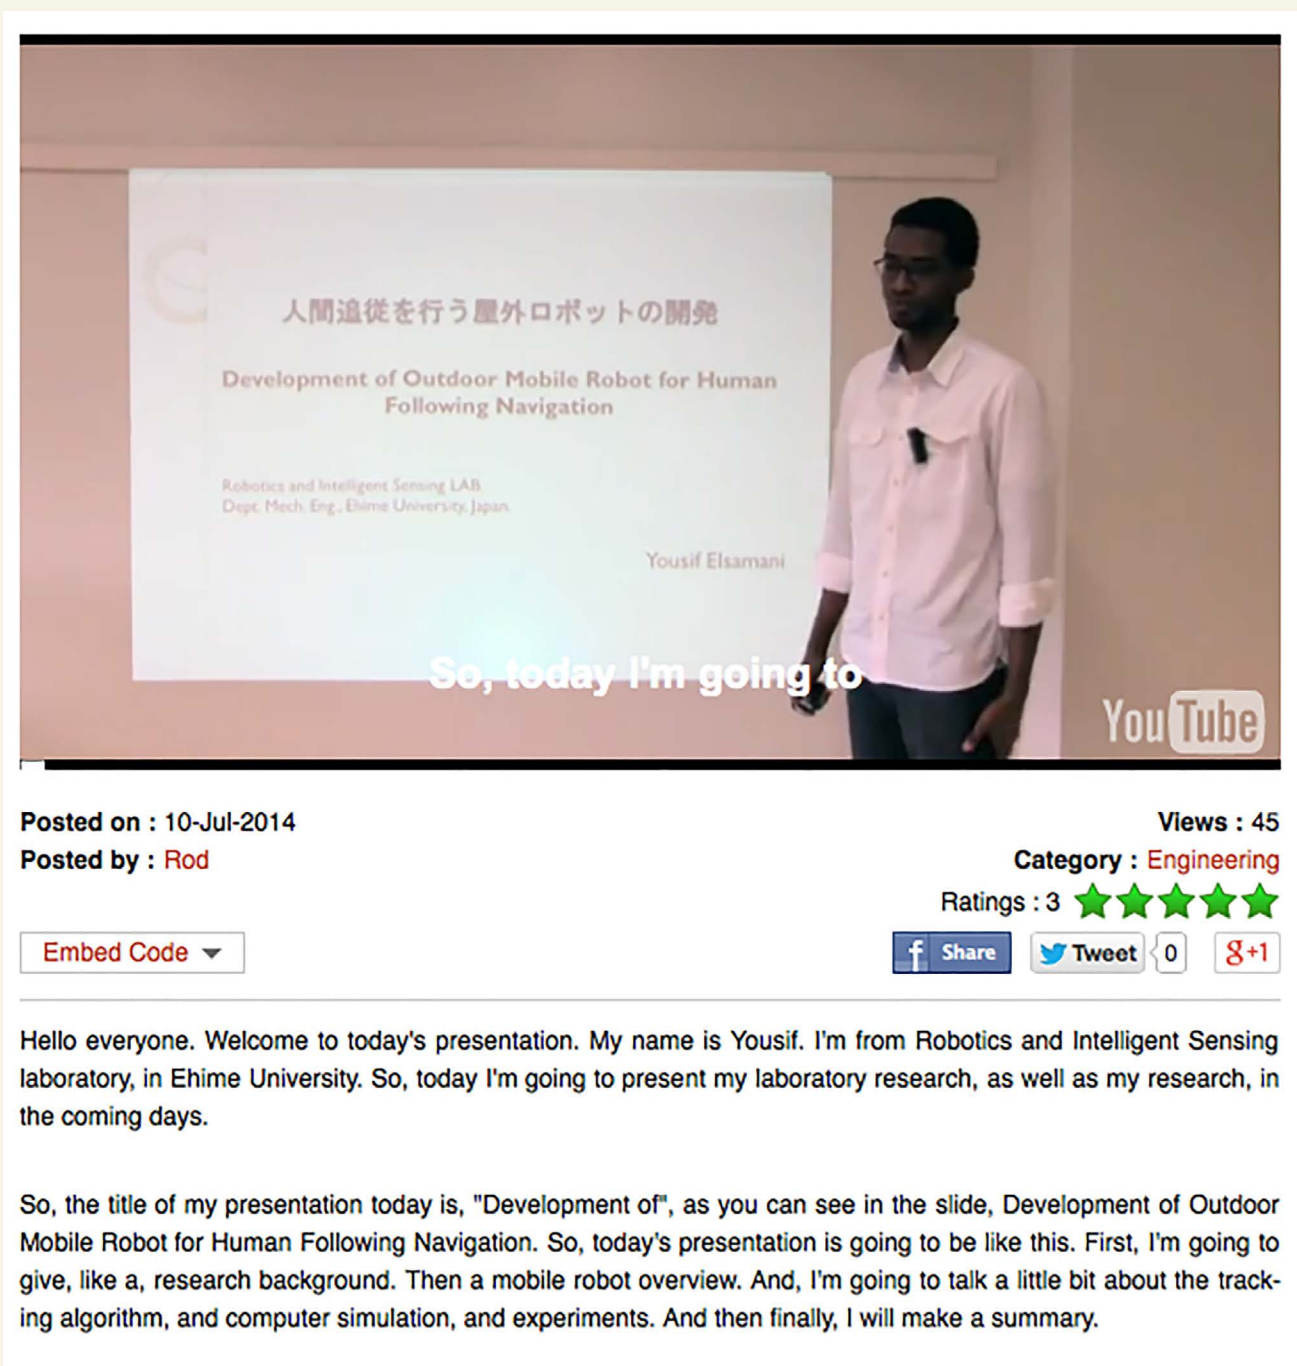 人間追従を行う屋外ロボットの開発
Development of Outdoor Mobile Robot for Human
Following Navigation
Robotics and Intelligent Sensing LAB
Dept. Mech. Eng., Ehime University, Japan
Yousif Elsamani
So, today I'm going to
YouTube
Posted on : 10-Jul-2014
Views : 45
Posted by : Rod
Category : Engineering
Ratings : 3
Embed Code
f Share
Tweet
0
g+1
Hello everyone. Welcome to today's presentation. My name is Yousif. I'm from Robotics and Intelligent Sensing
laboratory, in Ehime University. So, today I'm going to present my laboratory research, as well as my research, in
the coming days.
So, the title of my presentation today is, "Development of", as you can see in the slide, Development of Outdoor
Mobile Robot for Human Following Navigation. So, today's presentation is going to be like this. First, I'm going to
give, like a, research background. Then a mobile robot overview. And, I'm going to talk a little bit about the track-
ing algorithm, and computer simulation, and experiments. And then finally, I will make a summary.